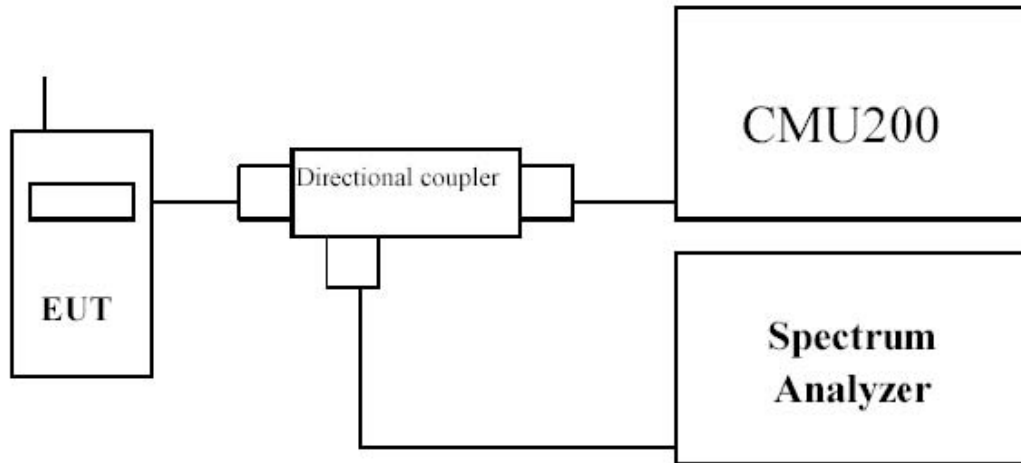 CMU200
Directional coupler
EUT
Spectrum
Analyzer